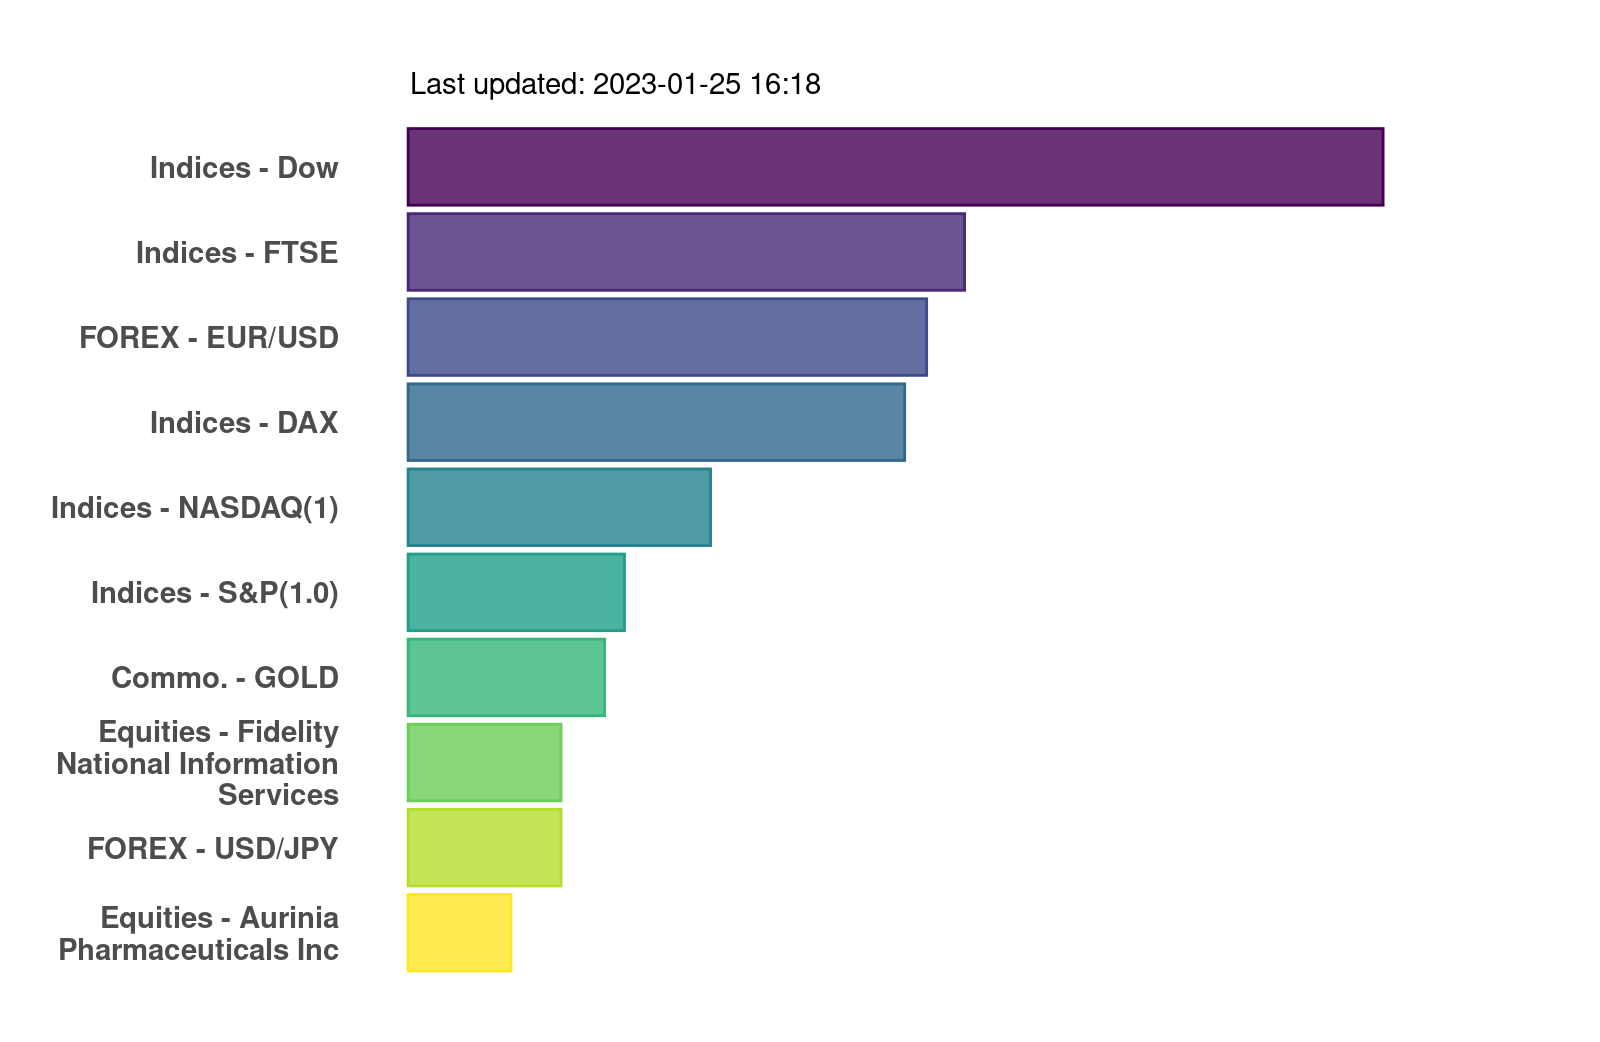 Last updated: 2023-01-25 16:18
Indices - Dow
Indices - FTSE
FOREX - EUR/USD
Indices - DAX
Indices - NASDAQ(1)
Indices - S&P(1.0)
Commo. - GOLD
Equities - Fidelity
National Information
Services
FOREX - USD/JPY
Equities - Aurinia
Pharmaceuticals Inc